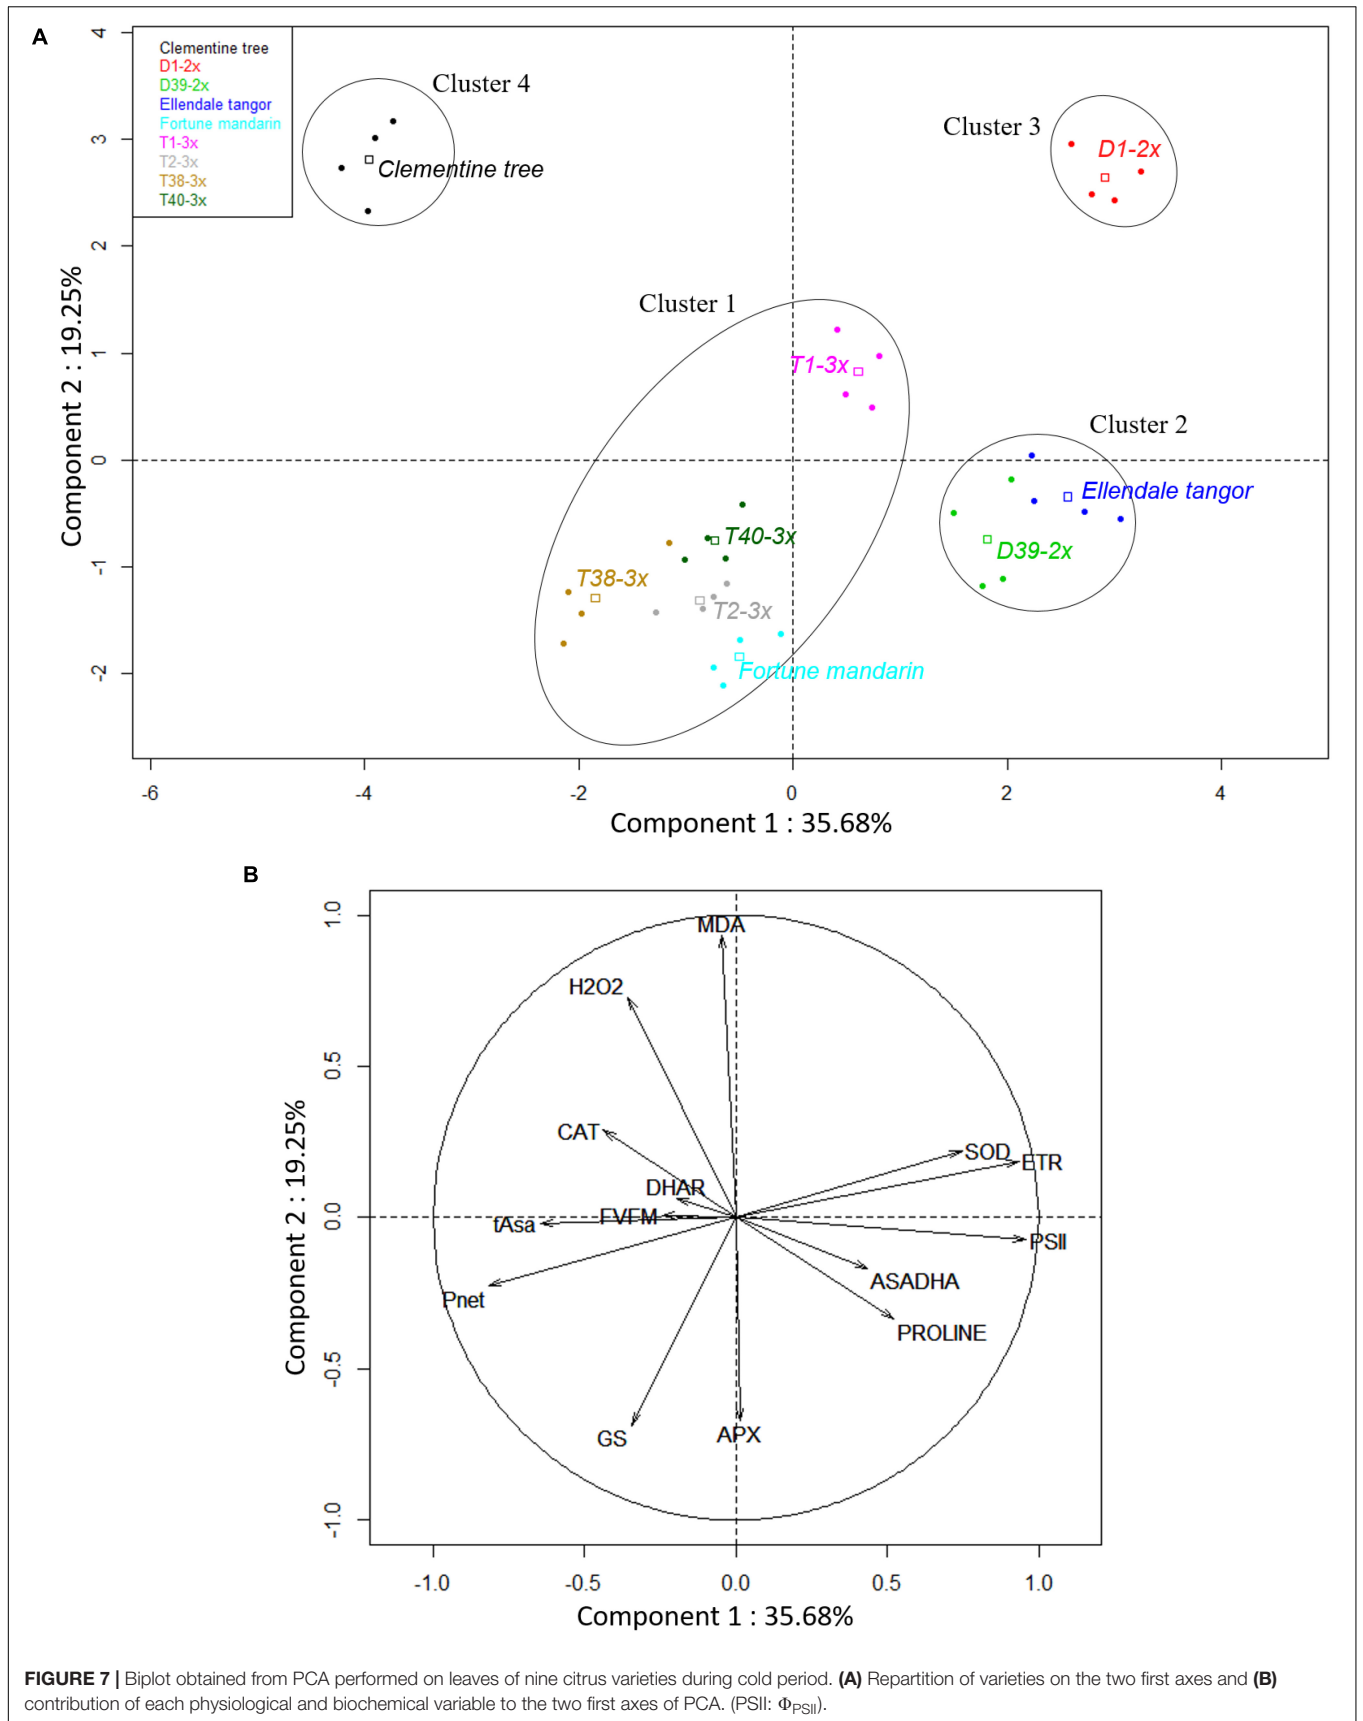 A
Clementine tree
D1-2x
D39-2x
Ellendale tangor
Fortune mandarin
T1-3x
T2-3x
T38-3x
T40-3x
Cluster 4
Clementine tree
Cluster 3
D1-2x
Cluster 1
T1-3x
Cluster 2
Ellendale tangor
D39-2x
T40-3x
T38-3x
T2-3x
Fortune mandarin
4
3
2
1
0
-1
-2
Component 2 : 19.25%
-6
-4
-2
0
2
4
Component 1 : 35.68%
B
MDA
H2O2
CAT
DHAR
FVFM
tAsa
Pnet
GS
APX
SOD
ETR
PSII
ASADHA
PROLINE
1.0
0.5
0.0
-0.5
-1.0
Component 2 : 19.25%
-1.0
-0.5
0.0
0.5
1.0
Component 1 : 35.68%
FIGURE 7 | Biplot obtained from PCA performed on leaves of nine citrus varieties during cold period. (A) Repartition of varieties on the two first axes and (B)
contribution of each physiological and biochemical variable to the two first axes of PCA. (PSII: ΦPSII).